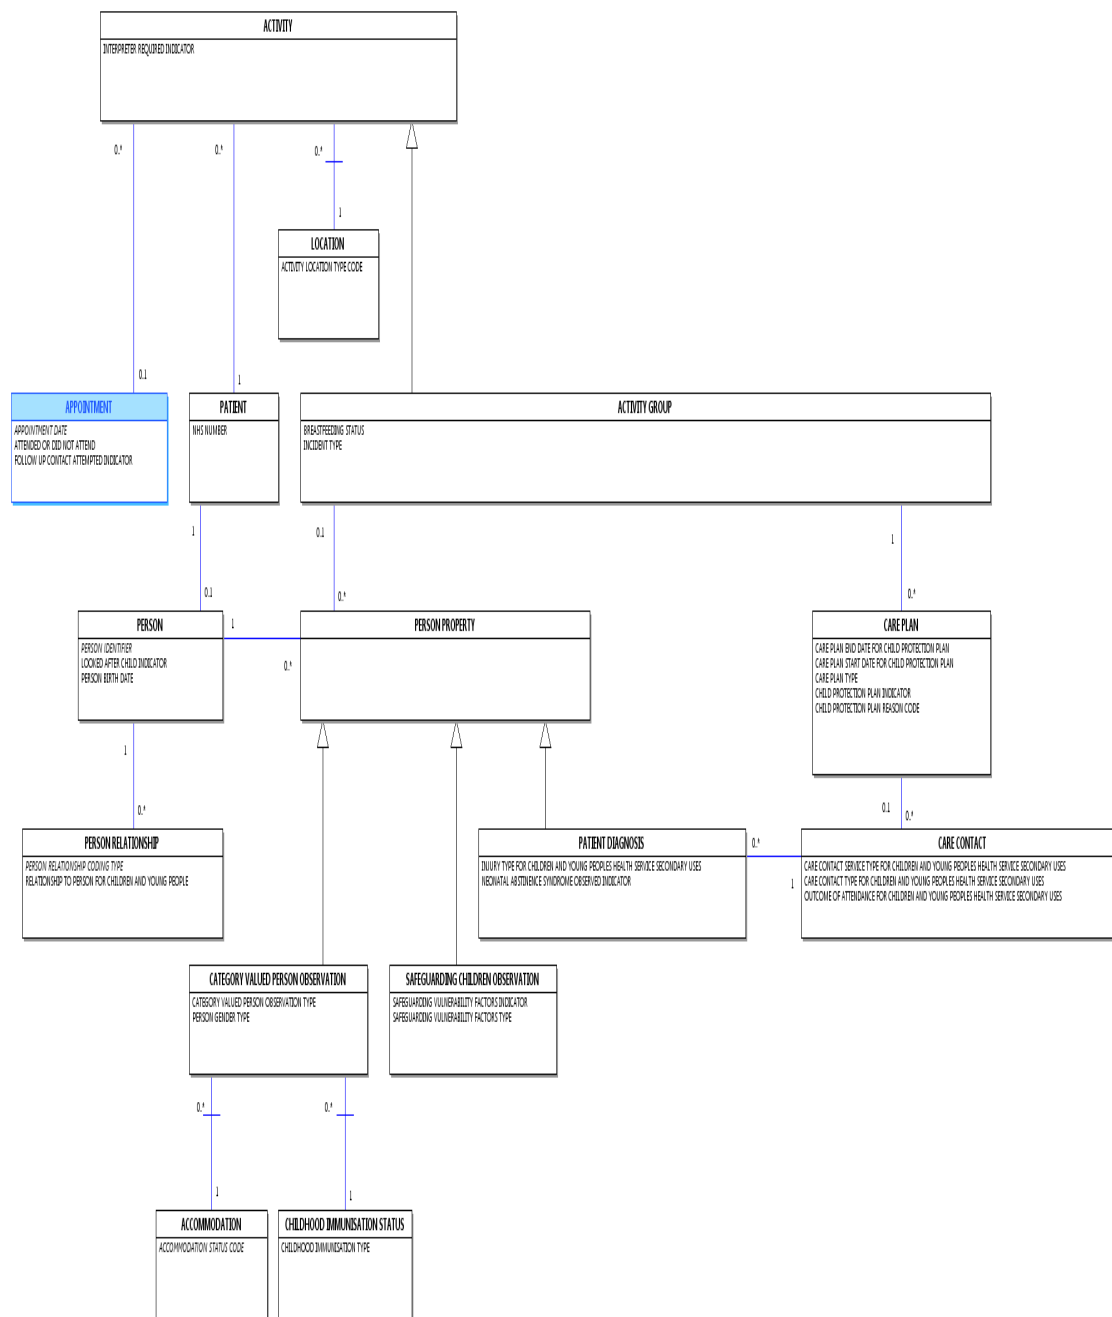 ACTIVITY
INTERPRETER REQUIRED INDICATOR
0..*
0..*
0..*
1
LOCATION
ACTIVITY LOCATION TYPE CODE
0..1
1
APPOINTMENT
APPOINTMENT DATE
ATTENDED OR DID NOT ATTEND
FOLLOW UP CONTACT ATTEMPTED INDICATOR
PATIENT
NHS NUMBER
ACTIVITY GROUP
BREASTFEEDING STATUS
INCIDENT TYPE
1
0..1
1
0..1
0..*
0..*
PERSON
PERSON IDENTIFIER
LOOKED AFTER CHILD INDICATOR
PERSON BIRTH DATE
1
0..*
PERSON PROPERTY
CARE PLAN
CARE PLAN END DATE FOR CHILD PROTECTION PLAN
CARE PLAN START DATE FOR CHILD PROTECTION PLAN
CARE PLAN TYPE
CHILD PROTECTION PLAN INDICATOR
CHILD PROTECTION PLAN REASON CODE
1
0..*
0..1
0..*
PERSON RELATIONSHIP
PERSON RELATIONSHIP CODING TYPE
RELATIONSHIP TO PERSON FOR CHILDREN AND YOUNG PEOPLE
PATIENT DIAGNOSIS
INJURY TYPE FOR CHILDREN AND YOUNG PEOPLES HEALTH SERVICE SECONDARY USES
NEONATAL ABSTINENCE SYNDROME OBSERVED INDICATOR
0..*
1
CARE CONTACT
CARE CONTACT SERVICE TYPE FOR CHILDREN AND YOUNG PEOPLES HEALTH SERVICE SECONDARY USES
CARE CONTACT TYPE FOR CHILDREN AND YOUNG PEOPLES HEALTH SERVICE SECONDARY USES
OUTCOME OF ATTENDANCE FOR CHILDREN AND YOUNG PEOPLES HEALTH SERVICE SECONDARY USES
CATEGORY VALUED PERSON OBSERVATION
CATEGORY VALUED PERSON OBSERVATION TYPE
PERSON GENDER TYPE
SAFEGUARDING CHILDREN OBSERVATION
SAFEGUARDING VULNERABILITY FACTORS INDICATOR
SAFEGUARDING VULNERABILITY FACTORS TYPE
0..*
0..*
1
1
ACCOMMODATION
ACCOMMODATION STATUS CODE
CHILDHOOD IMMUNISATION STATUS
CHILDHOOD IMMUNISATION TYPE